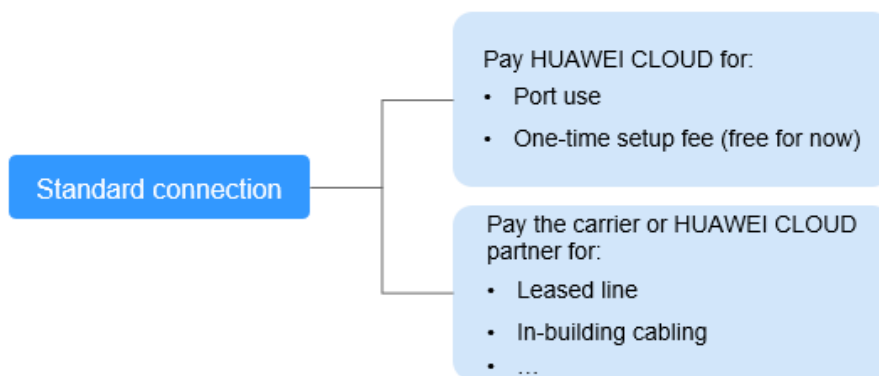 Standard connection
Pay HUAWEI CLOUD for:
• Port use
• One-time setup fee (free for now)
Pay the carrier or HUAWEI CLOUD
partner for:
• Leased line
• In-building cabling
• ...